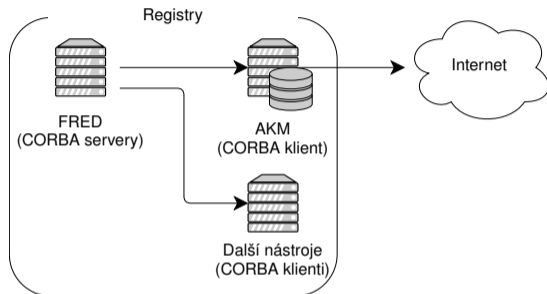 Registry
FRED
(CORBA servery)
AKM
(CORBA klient)
Internet
Další nástroje
(CORBA klienti)